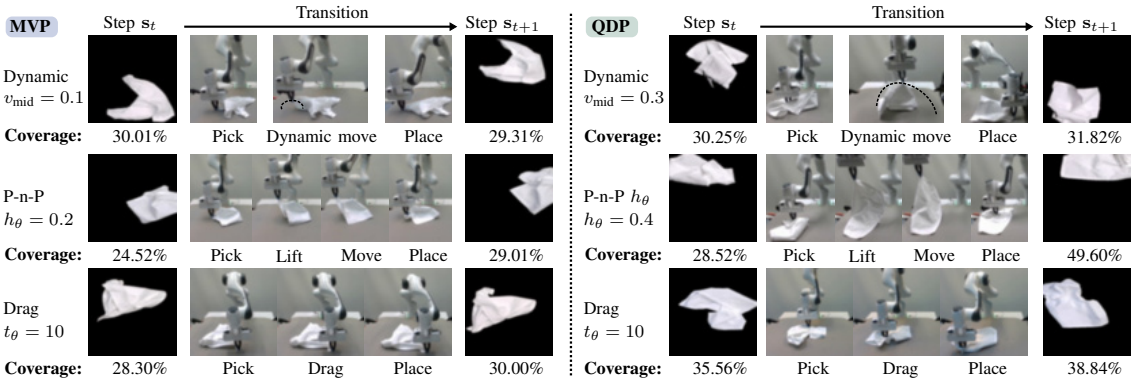 MVP Step s_t Transition Step s_{t+1}
Dynamic
v_mid = 0.1
Coverage: 30.01% Pick Dynamic move Place 29.31%
P-n-P
h_θ = 0.2
Coverage: 24.52% Pick Lift Move Place 29.01%
Drag
t_θ = 10
Coverage: 28.30% Pick Drag Place 30.00%
QDP Step s_t Transition Step s_{t+1}
Dynamic
v_mid = 0.3
Coverage: 30.25% Pick Dynamic move Place 31.82%
P-n-P h_θ
h_θ = 0.4
Coverage: 28.52% Pick Lift Move Place 49.60%
Drag
t_θ = 10
Coverage: 35.56% Pick Drag Place 38.84%